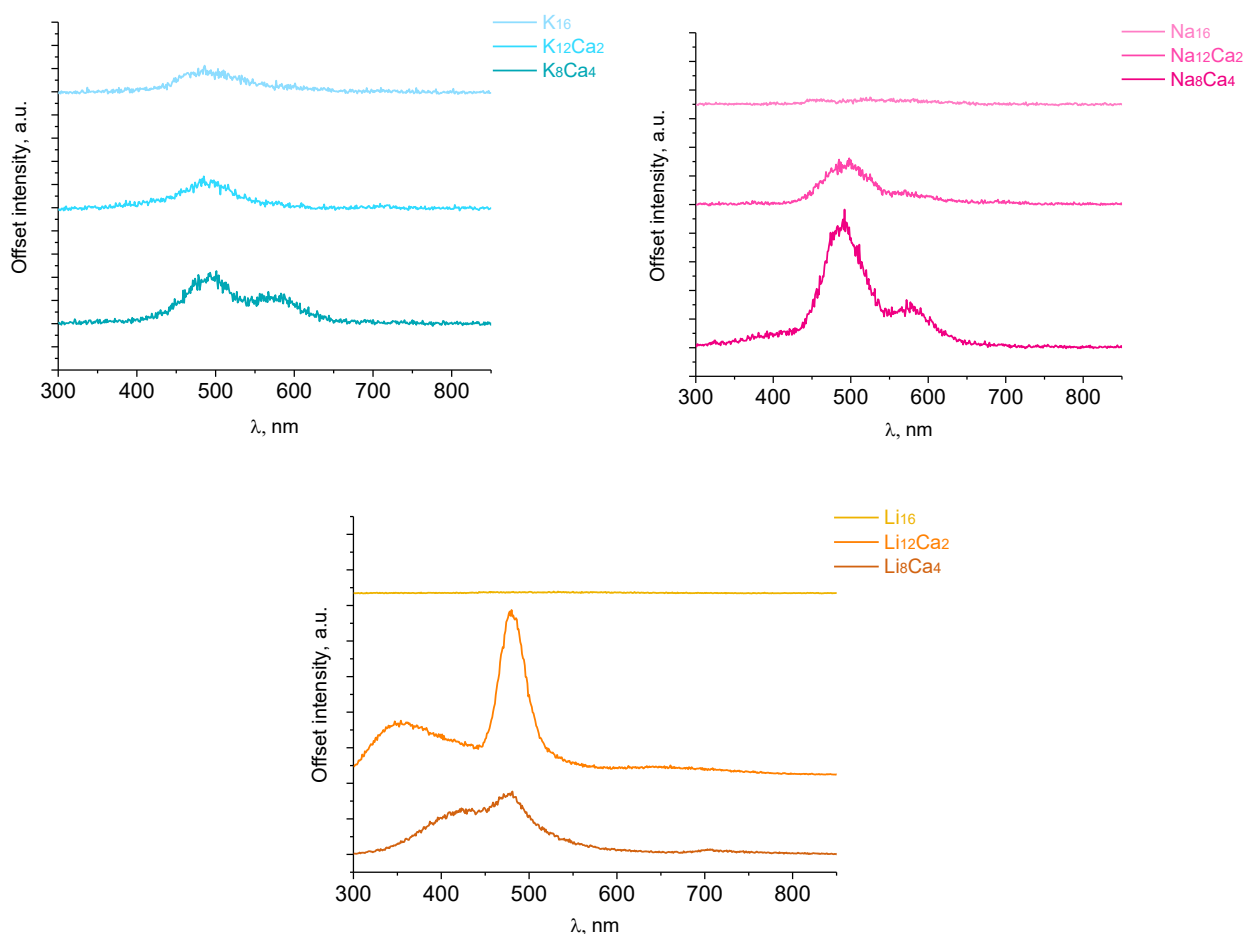 K16
K12Ca2
K8Ca4
Offset intensity, a.u.
300 400 500 600 700 800
λ, nm
Na16
Na12Ca2
Na8Ca4
Offset intensity, a.u.
300 400 500 600 700 800
λ, nm
Li16
Li12Ca2
Li8Ca4
Offset intensity, a.u.
300 400 500 600 700 800
λ, nm